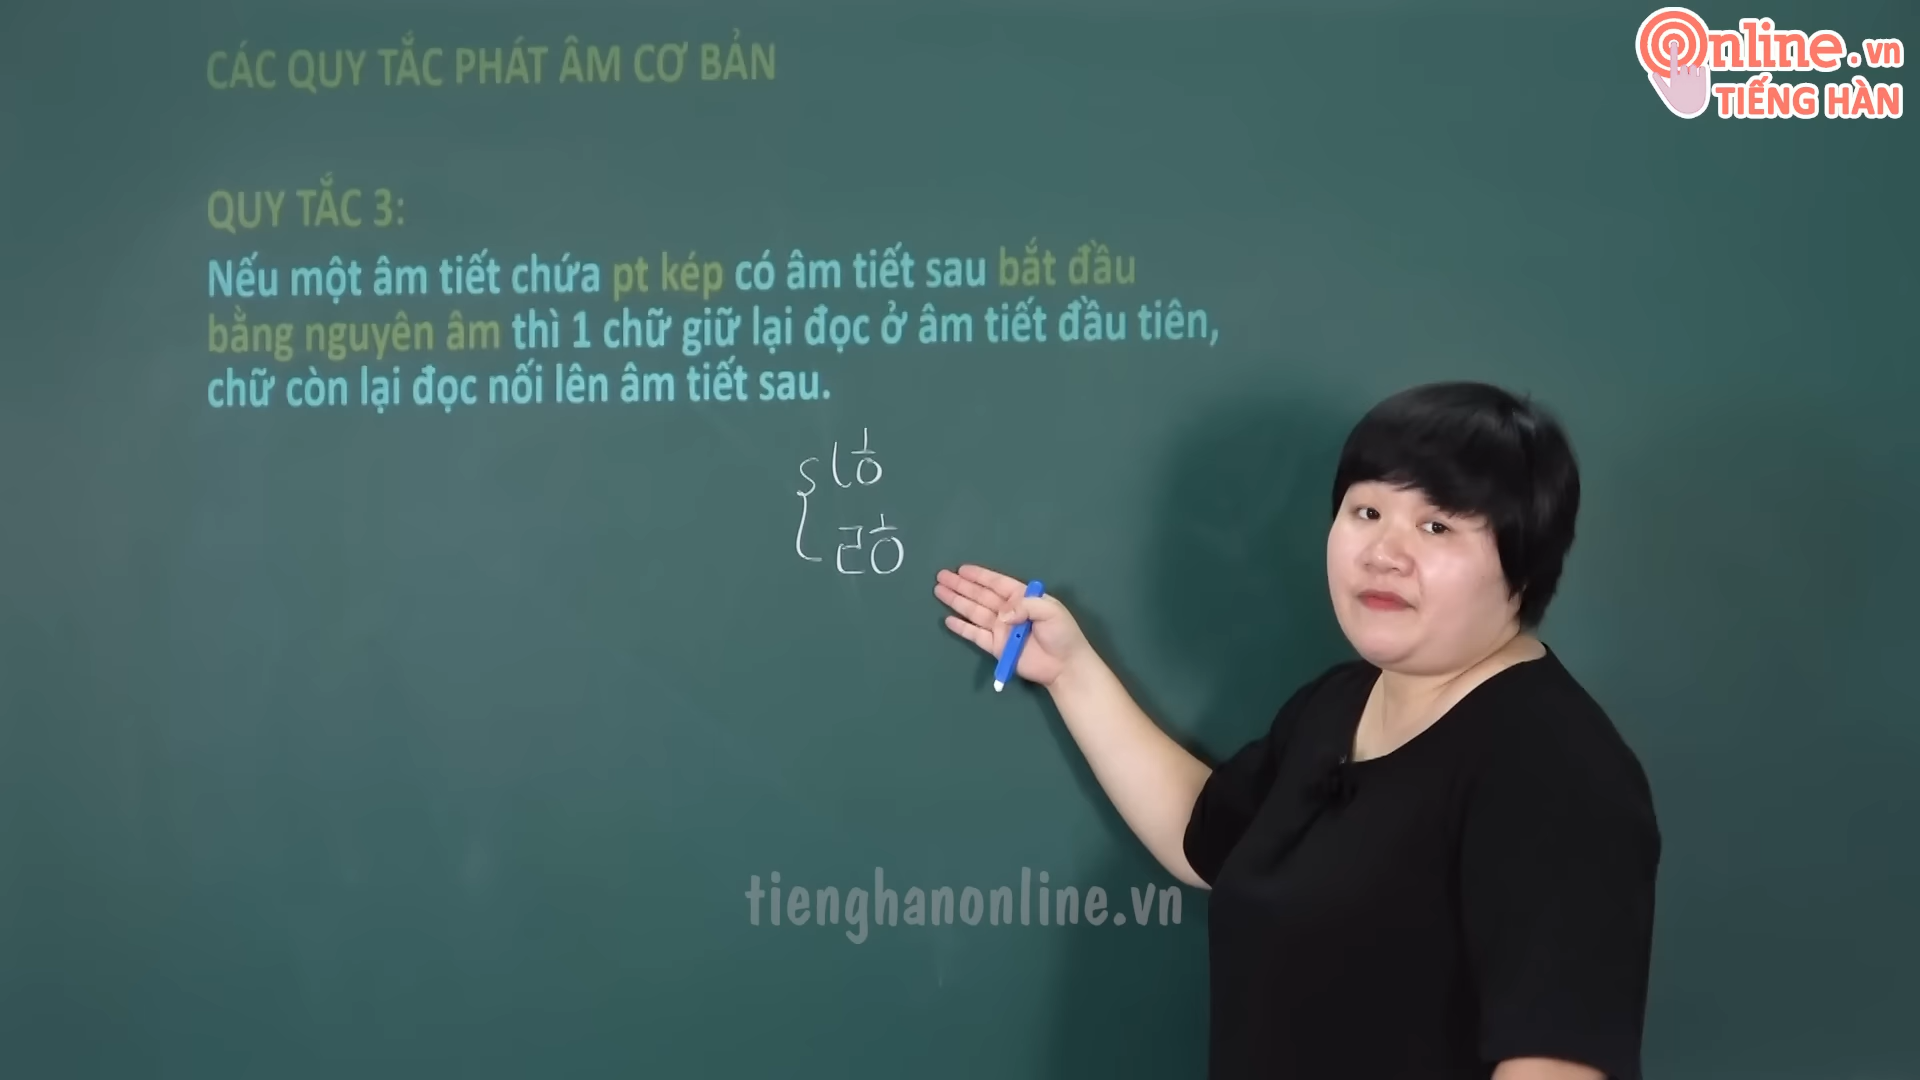 CÁC QUY TẮC PHÁT ÂM CƠ BẢN
Online.vn
TIẾNG HÀN
QUY TẮC 3:
Nếu một âm tiết chứa pt kép có âm tiết sau bắt đầu
bằng nguyên âm thì 1 chữ giữ lại đọc ở âm tiết đầu tiên,
chữ còn lại đọc nối lên âm tiết sau.
ㄴㅎ
ㄹㅎ
tienghanonline.vn